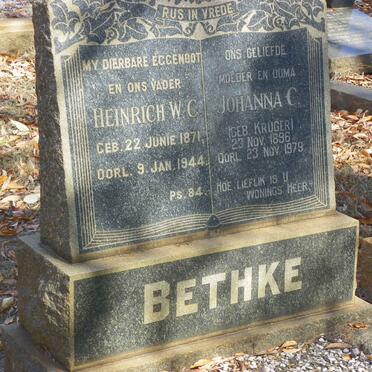 RUS IN VREDE
MY DIERBARE EGGENOOT
EN ONS VADER
HEINRICH W. C.
GEB. 22 JUNIE 1871
OORL. 9 JAN. 1944
PS. 84.
ONS GELIEFDE
MOEDER EN OUMA
JOHANNA C.
(GEB. KRÜGER)
23 NOV. 1896
OORL. 23 NOV. 1979
HOE LIEFLIK IS U
WONINGS HEER.
BETHKE